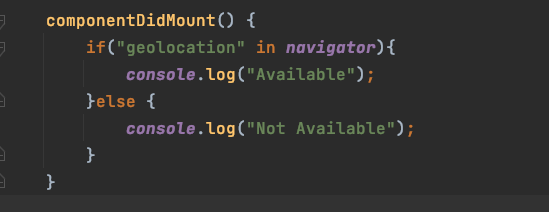 componentDidMount() {
    if("geolocation" in navigator){
        console.log("Available");
    }else {
        console.log("Not Available");
    }
}